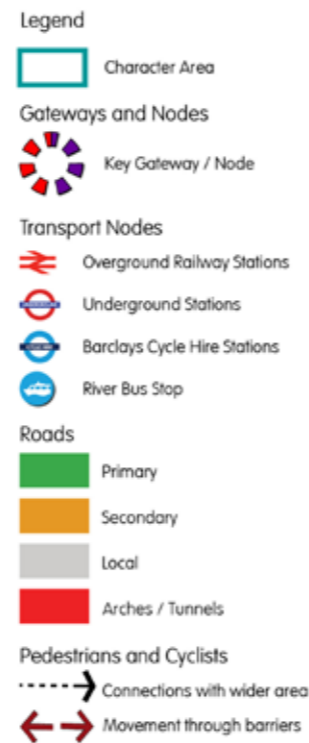 Legend
Character Area
Gateways and Nodes
Key Gateway / Node
Transport Nodes
Overground Railway Stations
Underground Stations
Barclays Cycle Hire Stations
River Bus Stop
Roads
Primary
Secondary
Local
Arches / Tunnels
Pedestrians and Cyclists
Connections with wider area
Movement through barriers